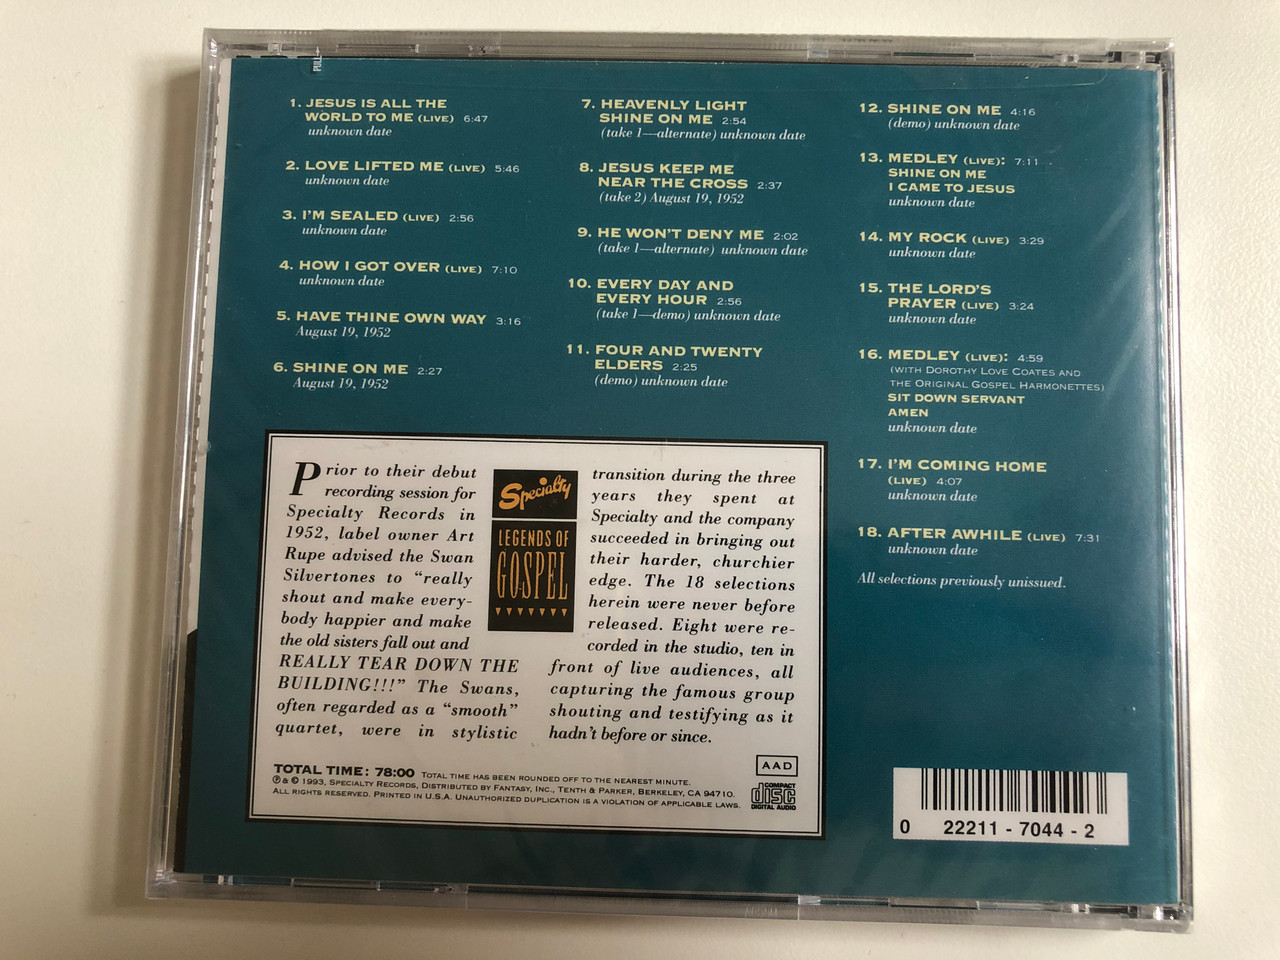 PULL
1. JESUS IS ALL THE
WORLD TO ME (LIVE) 6:47
unknown date
2. LOVE LIFTED ME (LIVE) 5:46
unknown date
3. I'M SEALED (LIVE) 2:56
unknown date
4. HOW I GOT OVER (LIVE) 7:10
unknown date
5. HAVE THINE OWN WAY 3:16
August 19, 1952
6. SHINE ON ME 2:27
August 19, 1952
7. HEAVENLY LIGHT
SHINE ON ME 2:54
(take 1—alternate) unknown date
8. JESUS KEEP ME
NEAR THE CROSS 2:37
(take 2) August 19, 1952
9. HE WON'T DENY ME 2:02
(take 1—alternate) unknown date
10. EVERY DAY AND
EVERY HOUR 2:56
(take 1—demo) unknown date
11. FOUR AND TWENTY
ELDERS 2:25
(demo) unknown date
12. SHINE ON ME 4:16
(demo) unknown date
13. MEDLEY (LIVE): 7:11
SHINE ON ME
I CAME TO JESUS
unknown date
14. MY ROCK (LIVE) 3:29
unknown date
15. THE LORD'S
PRAYER (LIVE) 3:24
unknown date
16. MEDLEY (LIVE): 4:59
(WITH DOROTHY LOVE COATES AND
THE ORIGINAL GOSPEL HARMONETTES)
SIT DOWN SERVANT
AMEN
unknown date
17. I'M COMING HOME
(LIVE) 4:07
unknown date
18. AFTER AWHILE (LIVE) 7:31
unknown date
All selections previously unissued.
Prior to their debut
recording session for
Specialty Records in
1952, label owner Art
Rupe advised the Swan
Silvertones to “really
shout and make every-
body happier and make
the old sisters fall out and
REALLY TEAR DOWN THE
BUILDING!!!” The Swans,
often regarded as a “smooth”
quartet, were in stylistic
Specialty
LEGENDS OF
GOSPEL
transition during the three
years they spent at
Specialty and the company
succeeded in bringing out
their harder, churchier
edge. The 18 selections
herein were never before
released. Eight were re-
corded in the studio, ten in
front of live audiences, all
capturing the famous group
shouting and testifying as it
hadn't before or since.
TOTAL TIME: 78:00 TOTAL TIME HAS BEEN ROUNDED OFF TO THE NEAREST MINUTE.
℗ & © 1993, SPECIALTY RECORDS, DISTRIBUTED BY FANTASY, INC., TENTH & PARKER, BERKELEY, CA 94710.
ALL RIGHTS RESERVED. PRINTED IN U.S.A. UNAUTHORIZED DUPLICATION IS A VIOLATION OF APPLICABLE LAWS.
AAD
COMPACT
disc
DIGITAL AUDIO
0 22211 - 7044 - 2